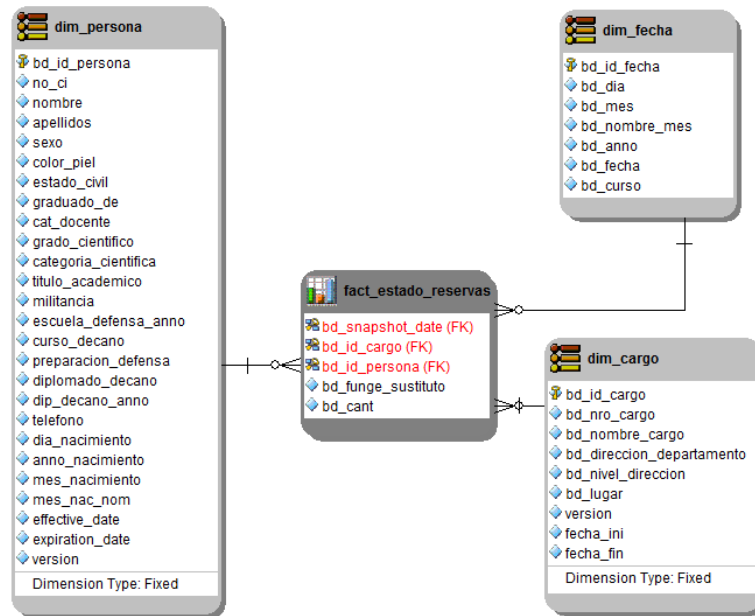 dim_persona
bd_id_persona
no_ci
nombre
apellidos
sexo
color_piel
estado_civil
graduado_de
cat_docente
grado_cientifico
categoria_cientifica
titulo_academico
militancia
escuela_defensa_anno
curso_decano
preparacion_defensa
diplomado_decano
dip_decano_anno
telefono
dia_nacimiento
anno_nacimiento
mes_nacimiento
mes_nac_nom
effective_date
expiration_date
version
Dimension Type: Fixed
fact_estado_reservas
bd_snapshot_date (FK)
bd_id_cargo (FK)
bd_id_persona (FK)
bd_funge_sustituto
bd_cant
dim_fecha
bd_id_fecha
bd_dia
bd_mes
bd_nombre_mes
bd_anno
bd_fecha
bd_curso
dim_cargo
bd_id_cargo
bd_nro_cargo
bd_nombre_cargo
bd_direccion_departamento
bd_nivel_direccion
bd_lugar
version
fecha_ini
fecha_fin
Dimension Type: Fixed